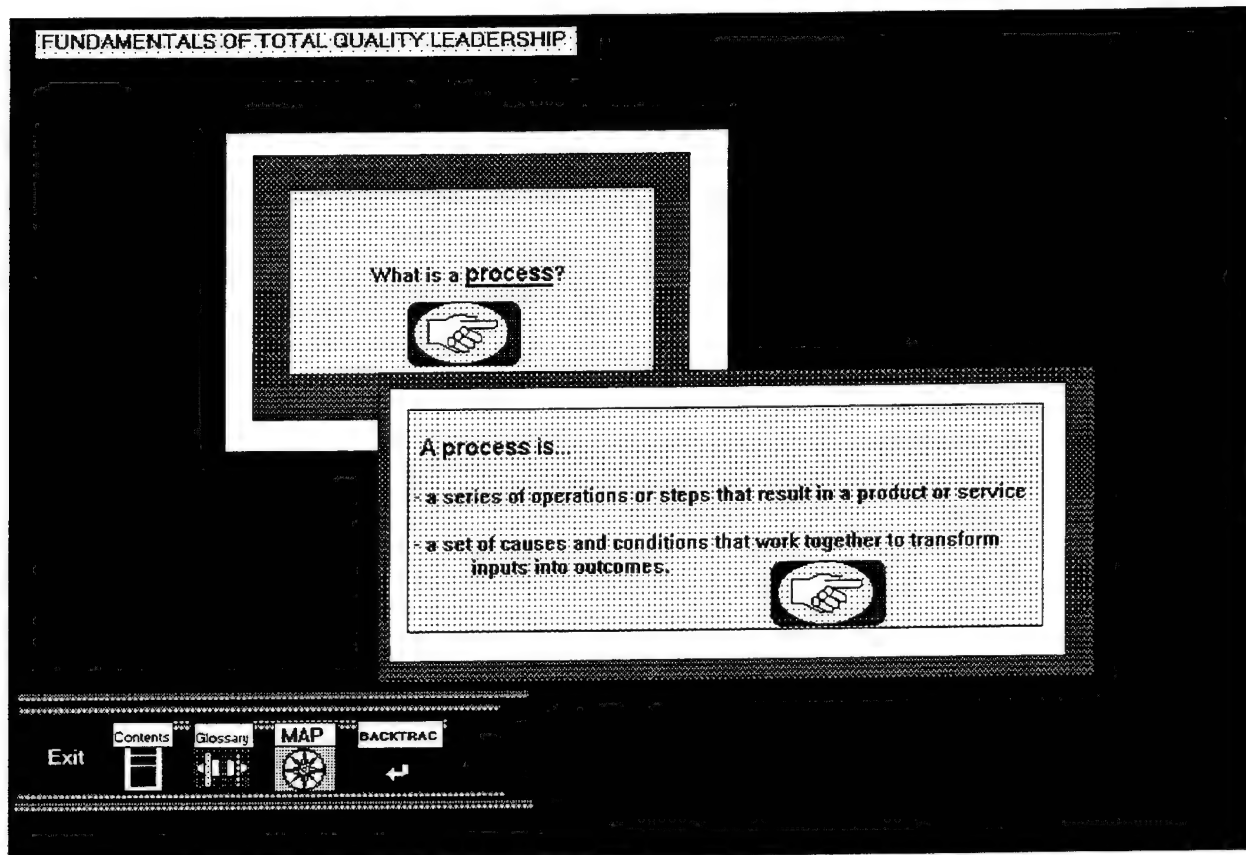 FUNDAMENTALS OF TOTAL QUALITY LEADERSHIP
What is a process?
A process is...
- a series of operations or steps that result in a product or service
- a set of causes and conditions that work together to transform
inputs into outcomes.
Exit
Contents
Glossary
MAP
BACKTRAC